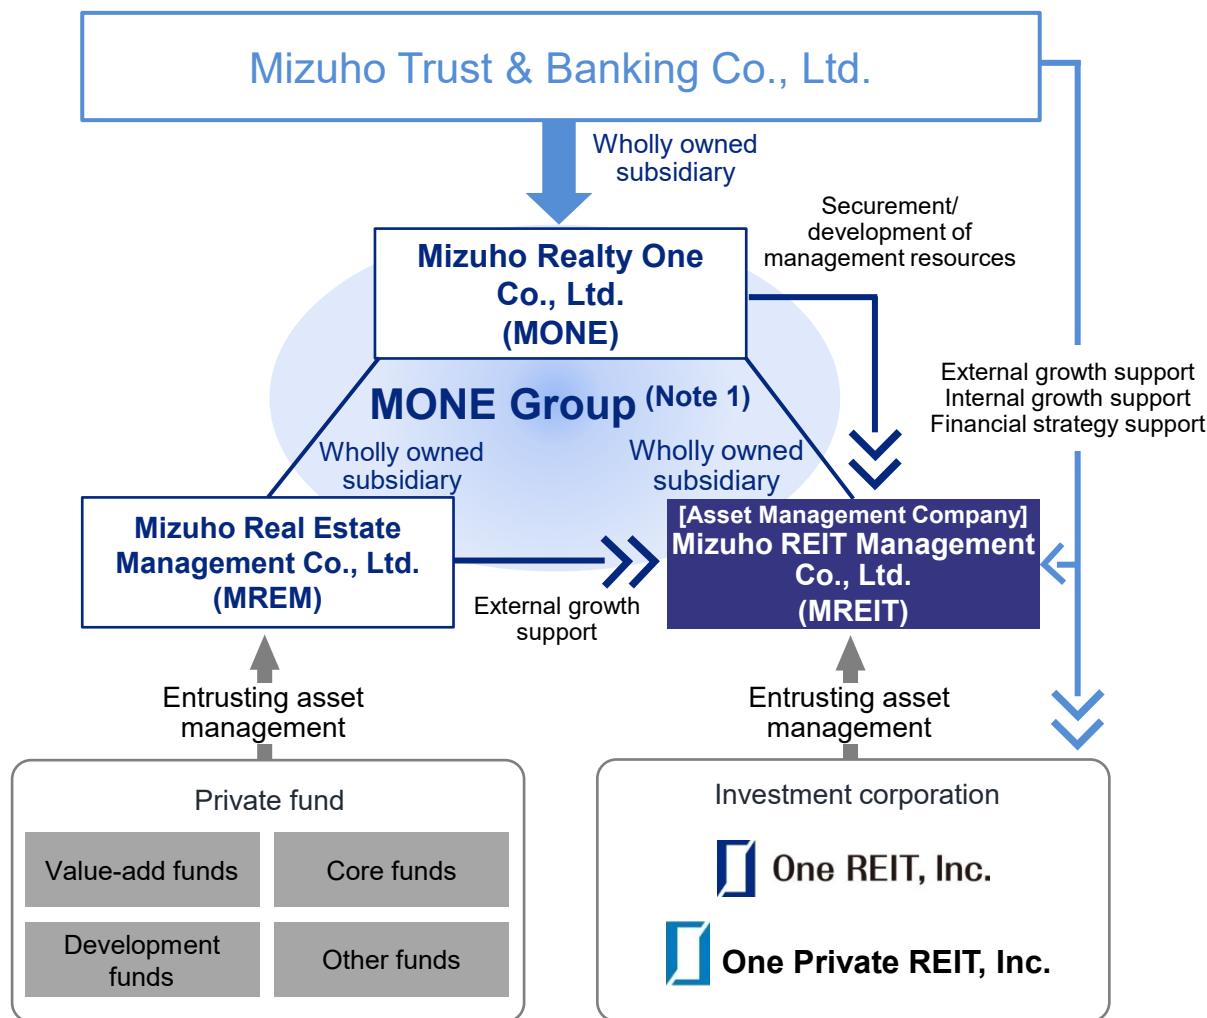 Mizuho Trust & Banking Co., Ltd.
Wholly owned
subsidiary
Securement/
development of
management resources
Mizuho Realty One
Co., Ltd.
(MONE)
External growth support
Internal growth support
Financial strategy support
MONE Group (Note 1)
Wholly owned
subsidiary
Wholly owned
subsidiary
Mizuho Real Estate
Management Co., Ltd.
(MREM)
External growth
support
[Asset Management Company]
Mizuho REIT Management
Co., Ltd.
(MREIT)
Entrusting asset
management
Entrusting asset
management
Private fund
Value-add funds
Core funds
Development
funds
Other funds
Investment corporation
One REIT, Inc.
One Private REIT, Inc.